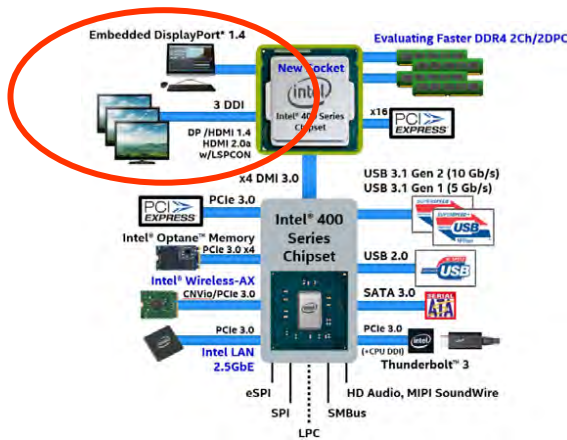 Embedded DisplayPort* 1.4
Evaluating Faster DDR4 2Ch/2DPC
New Socket
intel
Intel® 400 Series
Chipset
3 DDI
DP /HDMI 1.4
HDMI 2.0a
w/LSPCON
x16
PCI
EXPRESS
x4 DMI 3.0
USB 3.1 Gen 2 (10 Gb/s)
USB 3.1 Gen 1 (5 Gb/s)
PCI
EXPRESS
PCIe 3.0
Intel® 400
Series
Chipset
USB
USB
Intel® Optane™ Memory
PCIe 3.0 x4
USB 2.0
USB
Intel® Wireless-AX
CNVio/PCIe 3.0
SATA 3.0
SERIAL
ATA
intel
PCIe 3.0
Intel LAN
2.5GbE
PCIe 3.0
(+CPU DDI)
intel
Thunderbolt™ 3
eSPI
SPI
LPC
SMBus
HD Audio, MIPI SoundWire